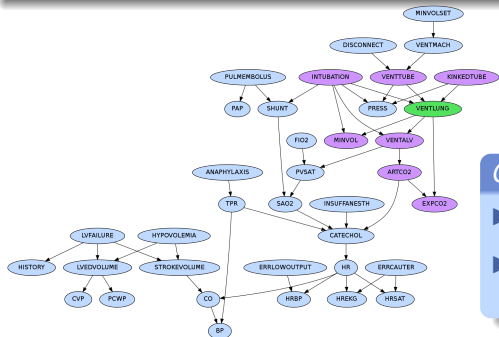 MINVOLSET
DISCONNECT VENTMACH
PULMEMBOLUS INTUBATION VENTTUBE KINKEDTUBE
PAP SHUNT PRESS VENTLUNG
FIO2 MINVOL VENTALV
ANAPHYLAXIS PVSAT ARTCO2
TPR SAO2 INSUFFANESTH EXPCO2
LVFAILURE HYPOVOLEMIA CATECHOL
HISTORY LVEDVOLUME STROKEVOLUME ERRLOWOUTPUT HR ERRCAUTER
CVP PCWP CO HRBP HREKG HRSAT
BP